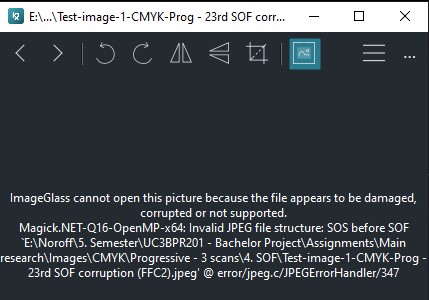 E:\...\Test-image-1-CMYK-Prog - 23rd SOF corr...
ImageGlass cannot open this picture because the file appears to be damaged,
corrupted or not supported.
Magick.NET-Q16-OpenMP-x64: Invalid JPEG file structure: SOS before SOF
`E:\Noroff\5. Semester\UC3BPR201 - Bachelor Project\Assignments\Main
research\Images\CMYK\Progressive - 3 scans\4. SOF\Test-image-1-CMYK-Prog -
23rd SOF corruption (FFC2).jpeg' @ error/jpeg.c/JPEGErrorHandler/347